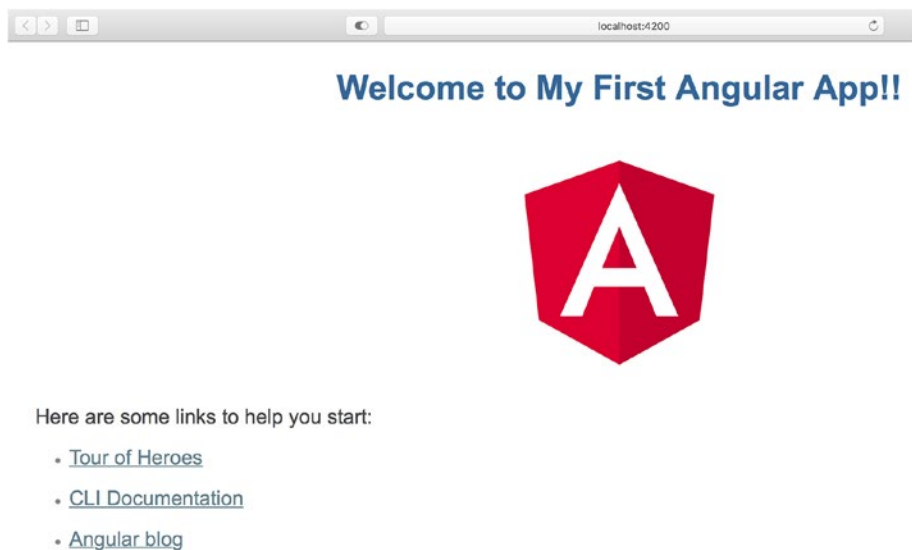 localhost:4200
Welcome to My First Angular App!!
A
Here are some links to help you start:
Tour of Heroes
CLI Documentation
Angular blog